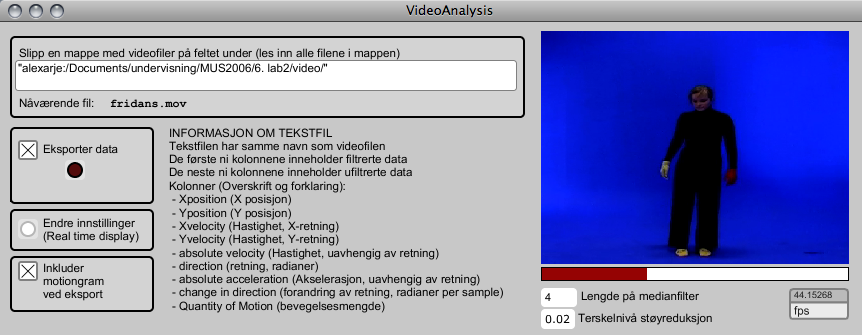 VideoAnalysis
Slipp en mappe med videofiler på feltet under (les inn alle filene i mappen)
"alexarje:/Documents/undervisning/MUS2006/6. lab2/video/"
Nåværende fil: fridans.mov
Eksporter data
Endre innstillinger
(Real time display)
Inkluder
motiongram
ved eksport
INFORMASJON OM TEKSTFIL
Tekstfilen har samme navn som videofilen
De første ni kolonnene inneholder filtrerte data
De neste ni kolonnene inneholder ufiltrerte data
Kolonner (Overskrift og forklaring):
- Xposition (X posisjon)
- Yposition (Y posisjon)
- Xvelocity (Hastighet, X-retning)
- Yvelocity (Hastighet, Y-retning)
- absolute velocity (Hastighet, uavhengig av retning)
- direction (retning, radianer)
- absolute acceleration (Akselerasjon, uavhengig av retning)
- change in direction (forandring av retning, radianer per sample)
- Quantity of Motion (bevegelsesmengde)
4 Lengde på medianfilter
0.02 Terskelnivå støyreduksjon
44.15268
fps